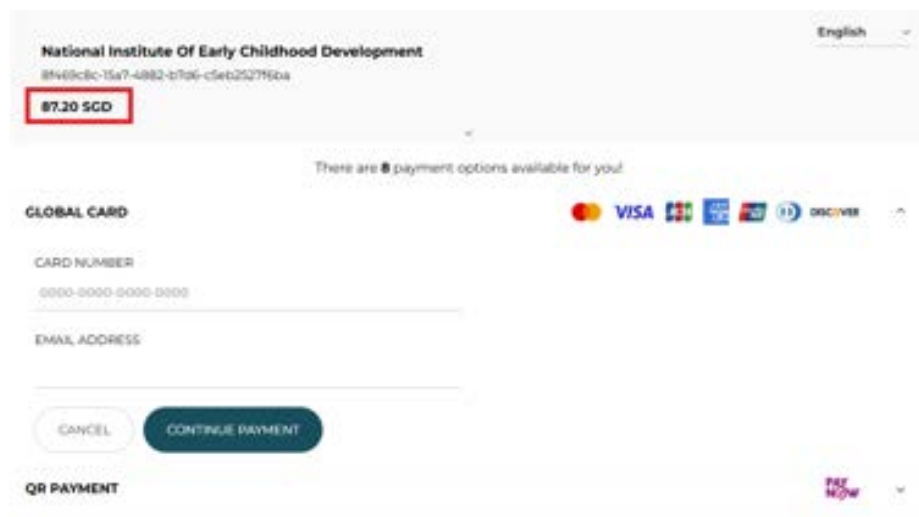 English
National Institute Of Early Childhood Development
87.20 SGD
There are 8 payment options available for you!
GLOBAL CARD
VISA
DISCOVER
CARD NUMBER
0000-0000-0000-0000
EMAIL ADDRESS
CANCEL
CONTINUE PAYMENT
QR PAYMENT
PAY
NOW